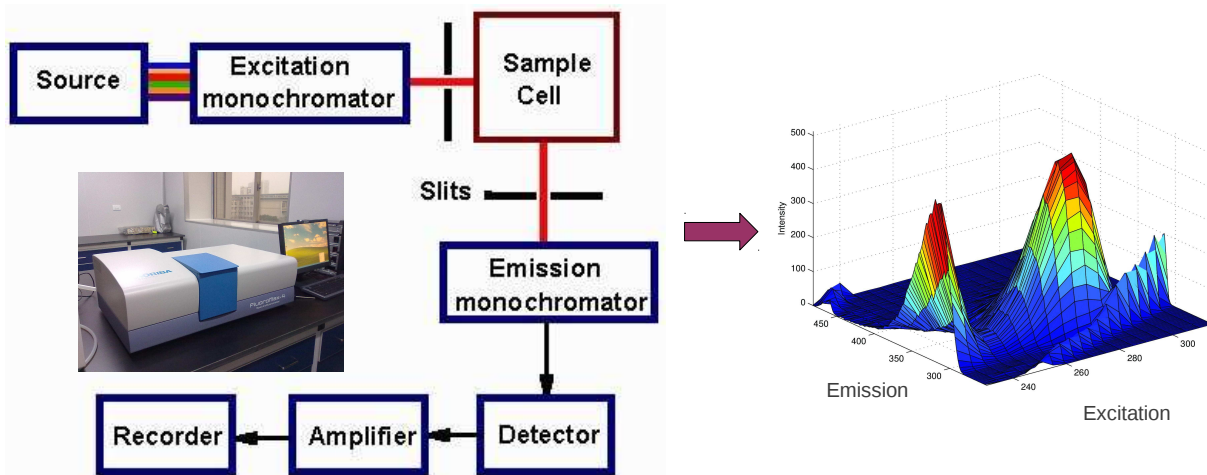 Source
Excitation
monochromator
Sample
Cell
Slits
Emission
monochromator
Detector
Amplifier
Recorder
500
400
300
200
100
0
Intensity
450
400
350
300
240
260
280
300
Emission
Excitation